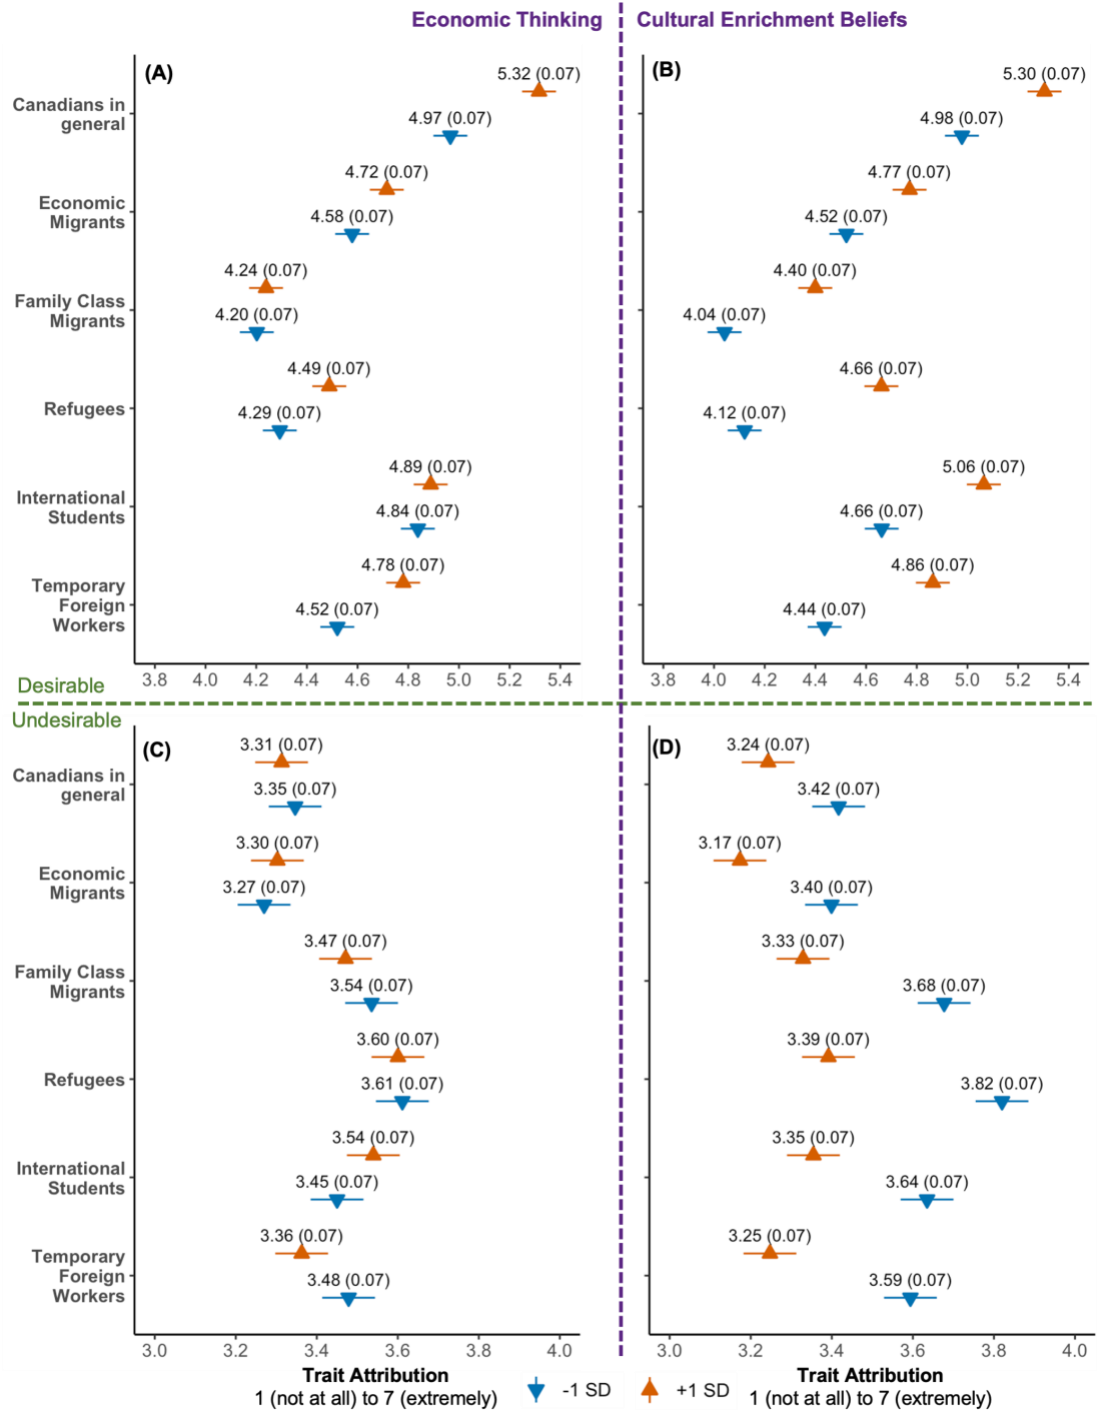 Economic Thinking
Cultural Enrichment Beliefs
(A)
5.32 (0.07)
Canadians in
general
4.97 (0.07)
4.72 (0.07)
Economic
Migrants
4.58 (0.07)
4.24 (0.07)
Family Class
Migrants
4.20 (0.07)
4.49 (0.07)
Refugees
4.29 (0.07)
4.89 (0.07)
International
Students
4.84 (0.07)
4.78 (0.07)
Temporary
Foreign
Workers
4.52 (0.07)
3.8 4.0 4.2 4.4 4.6 4.8 5.0 5.2 5.4
(B)
5.30 (0.07)
4.98 (0.07)
4.77 (0.07)
4.52 (0.07)
4.40 (0.07)
4.04 (0.07)
4.66 (0.07)
4.12 (0.07)
5.06 (0.07)
4.66 (0.07)
4.86 (0.07)
4.44 (0.07)
3.8 4.0 4.2 4.4 4.6 4.8 5.0 5.2 5.4
Desirable
Undesirable
(C)
3.31 (0.07)
Canadians in
general
3.35 (0.07)
3.30 (0.07)
Economic
Migrants
3.27 (0.07)
3.47 (0.07)
Family Class
Migrants
3.54 (0.07)
3.60 (0.07)
Refugees
3.61 (0.07)
3.54 (0.07)
International
Students
3.45 (0.07)
3.36 (0.07)
Temporary
Foreign
Workers
3.48 (0.07)
3.0 3.2 3.4 3.6 3.8 4.0
Trait Attribution
1 (not at all) to 7 (extremely)
(D)
3.24 (0.07)
3.42 (0.07)
3.17 (0.07)
3.40 (0.07)
3.33 (0.07)
3.68 (0.07)
3.39 (0.07)
3.82 (0.07)
3.35 (0.07)
3.64 (0.07)
3.25 (0.07)
3.59 (0.07)
3.0 3.2 3.4 3.6 3.8 4.0
Trait Attribution
1 (not at all) to 7 (extremely)
-1 SD
+1 SD